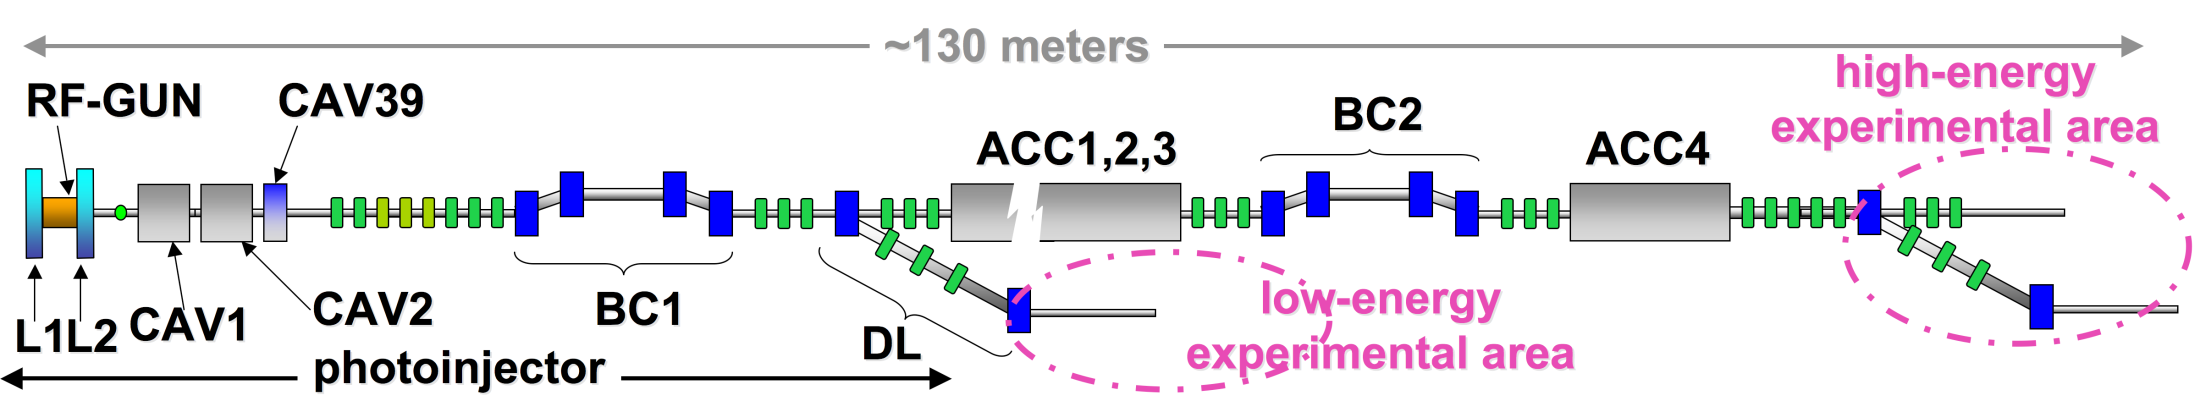 ~130 meters
high-energy
experimental area
RF-GUN
CAV39
BC2
ACC1,2,3
ACC4
L1L2
CAV1
CAV2
BC1
DL
low-energy
experimental area
photoinjector